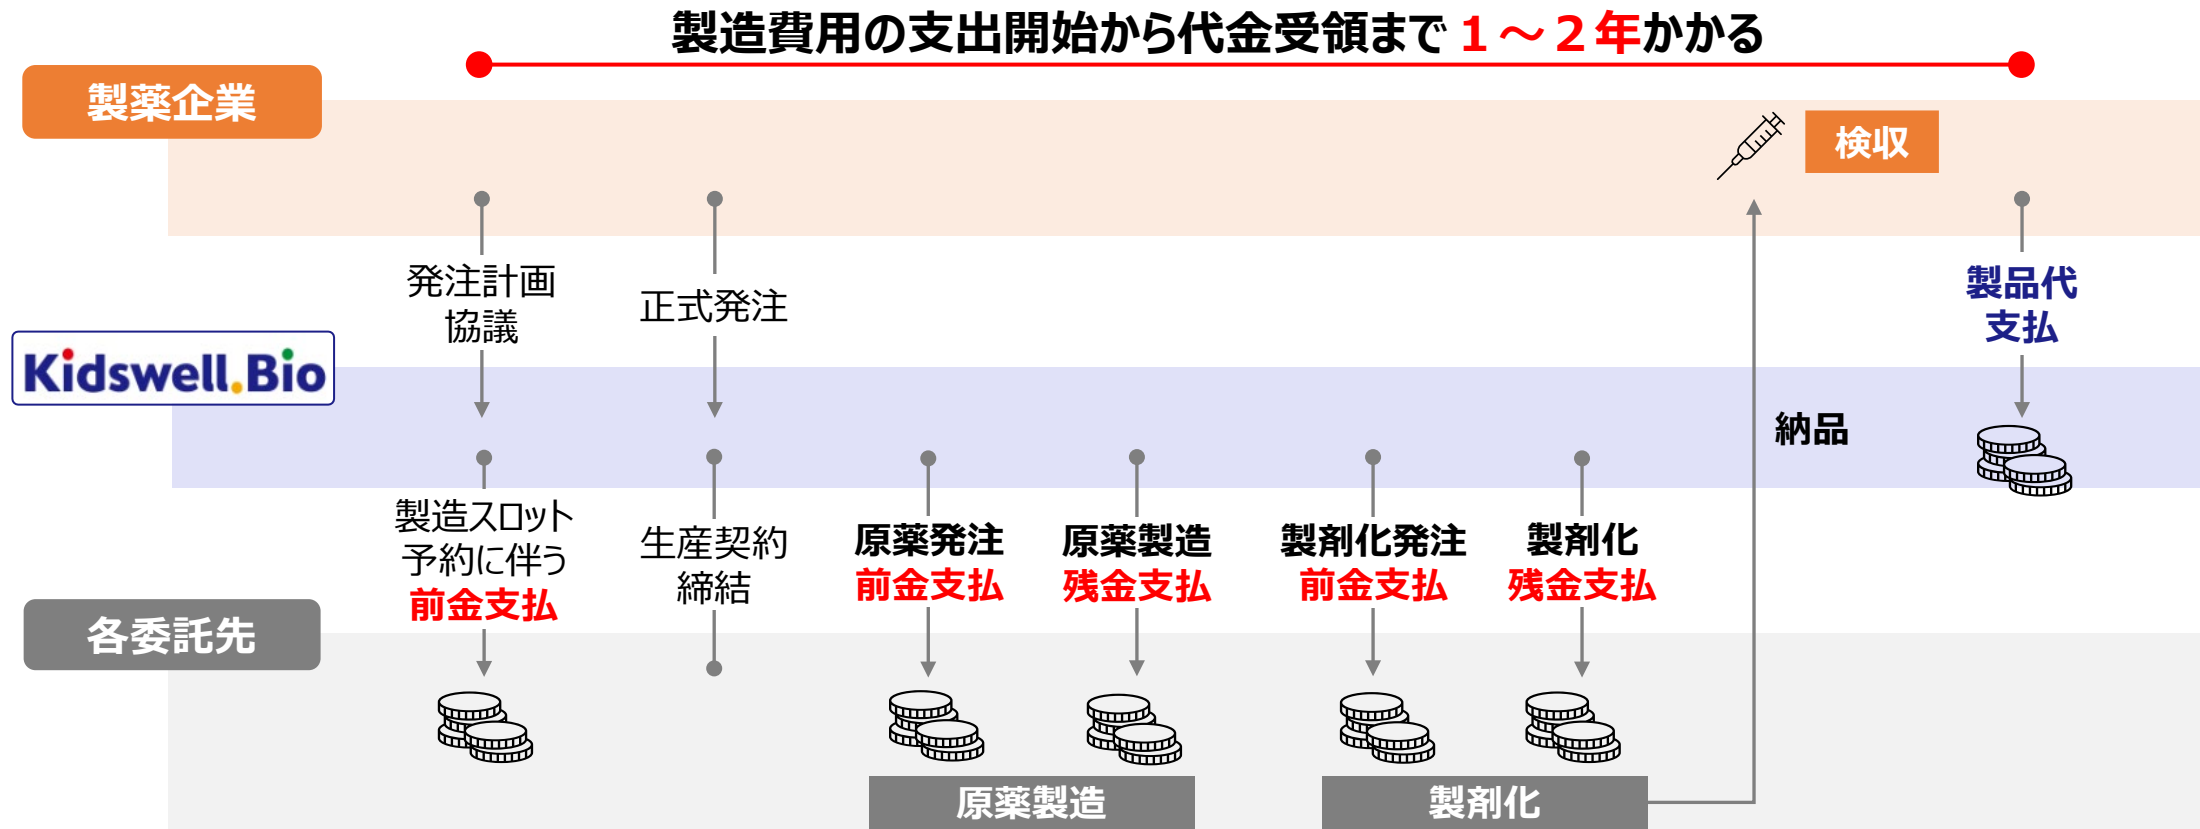 製造費用の支出開始から代金受領まで１～２年かかる
製薬企業
検収
発注計画
協議
正式発注
製品代
支払
Kidswell.Bio
納品
製造スロット
予約に伴う
前金支払
生産契約
締結
原薬発注
前金支払
原薬製造
残金支払
製剤化発注
前金支払
製剤化
残金支払
各委託先
原薬製造
製剤化